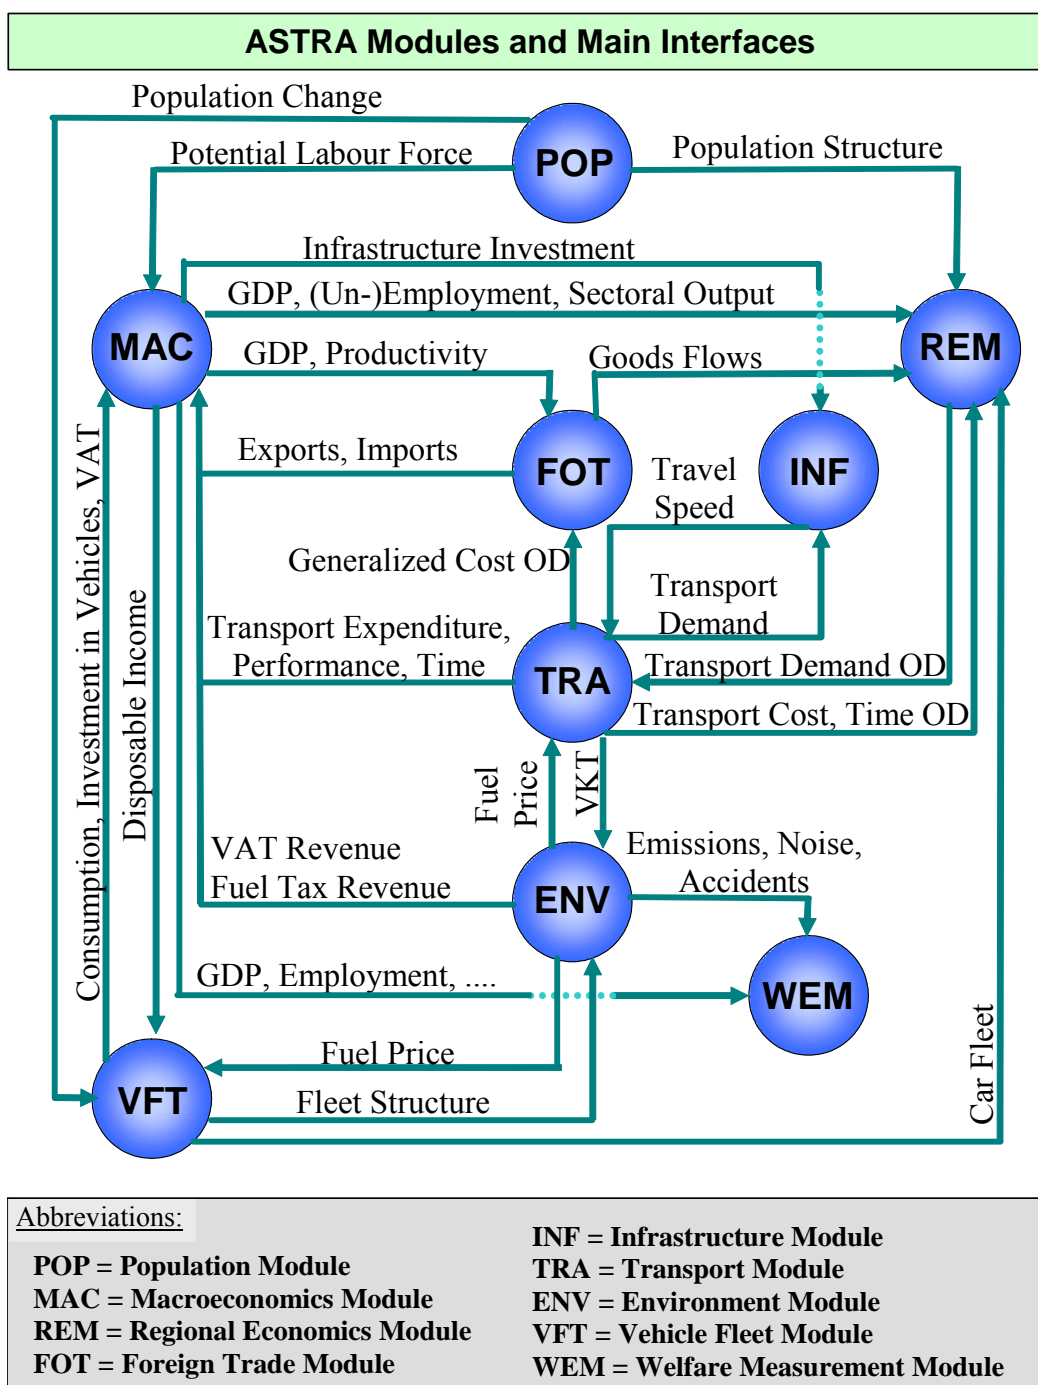 ASTRA Modules and Main Interfaces
Population Change
POP
Potential Labour Force
Population Structure
Infrastructure Investment
GDP, (Un-)Employment, Sectoral Output
MAC
REM
GDP, Productivity
Goods Flows
Exports, Imports
FOT
INF
Travel
Speed
Generalized Cost OD
Transport
Demand
Transport Expenditure,
Performance, Time
TRA
Transport Demand OD
Transport Cost, Time OD
Consumption, Investment in Vehicles, VAT
Disposable Income
Fuel
Price
VKT
VAT Revenue
Fuel Tax Revenue
ENV
Emissions, Noise,
Accidents
GDP, Employment, ....
WEM
Fuel Price
VFT
Fleet Structure
Car Fleet
Abbreviations:
POP = Population Module
MAC = Macroeconomics Module
REM = Regional Economics Module
FOT = Foreign Trade Module
INF = Infrastructure Module
TRA = Transport Module
ENV = Environment Module
VFT = Vehicle Fleet Module
WEM = Welfare Measurement Module